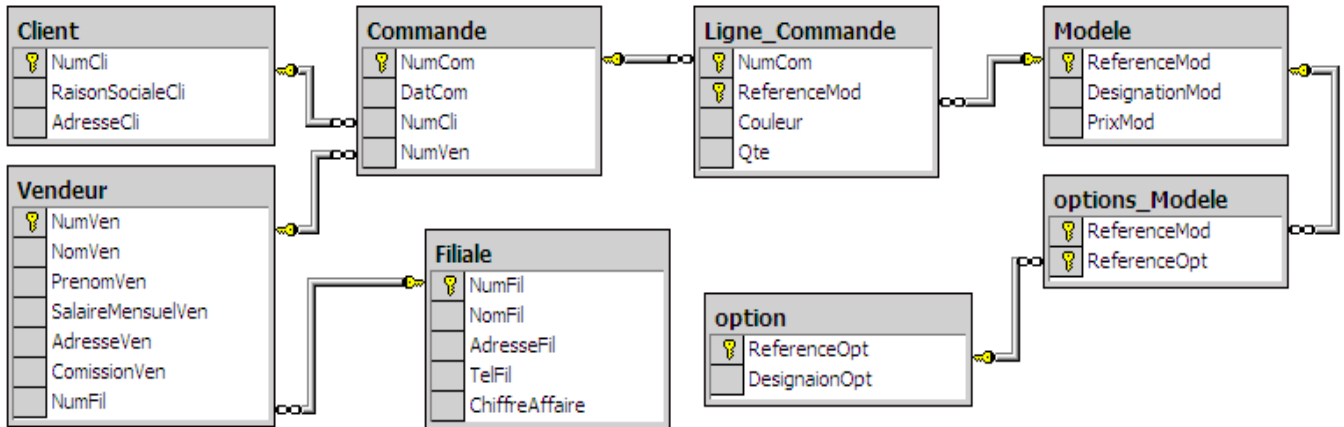 Client
NumCli
RaisonSocialeCli
AdresseCli
Commande
NumCom
DatCom
NumCli
NumVen
Ligne_Commande
NumCom
ReferenceMod
Couleur
Qte
Modele
ReferenceMod
DesignationMod
PrixMod
Vendeur
NumVen
NomVen
PrenomVen
SalaireMensuelVen
AdresseVen
ComissionVen
NumFil
Filiale
NumFil
NomFil
AdresseFil
TelFil
ChiffreAffaire
option
ReferenceOpt
DesignaionOpt
options_Modele
ReferenceMod
ReferenceOpt